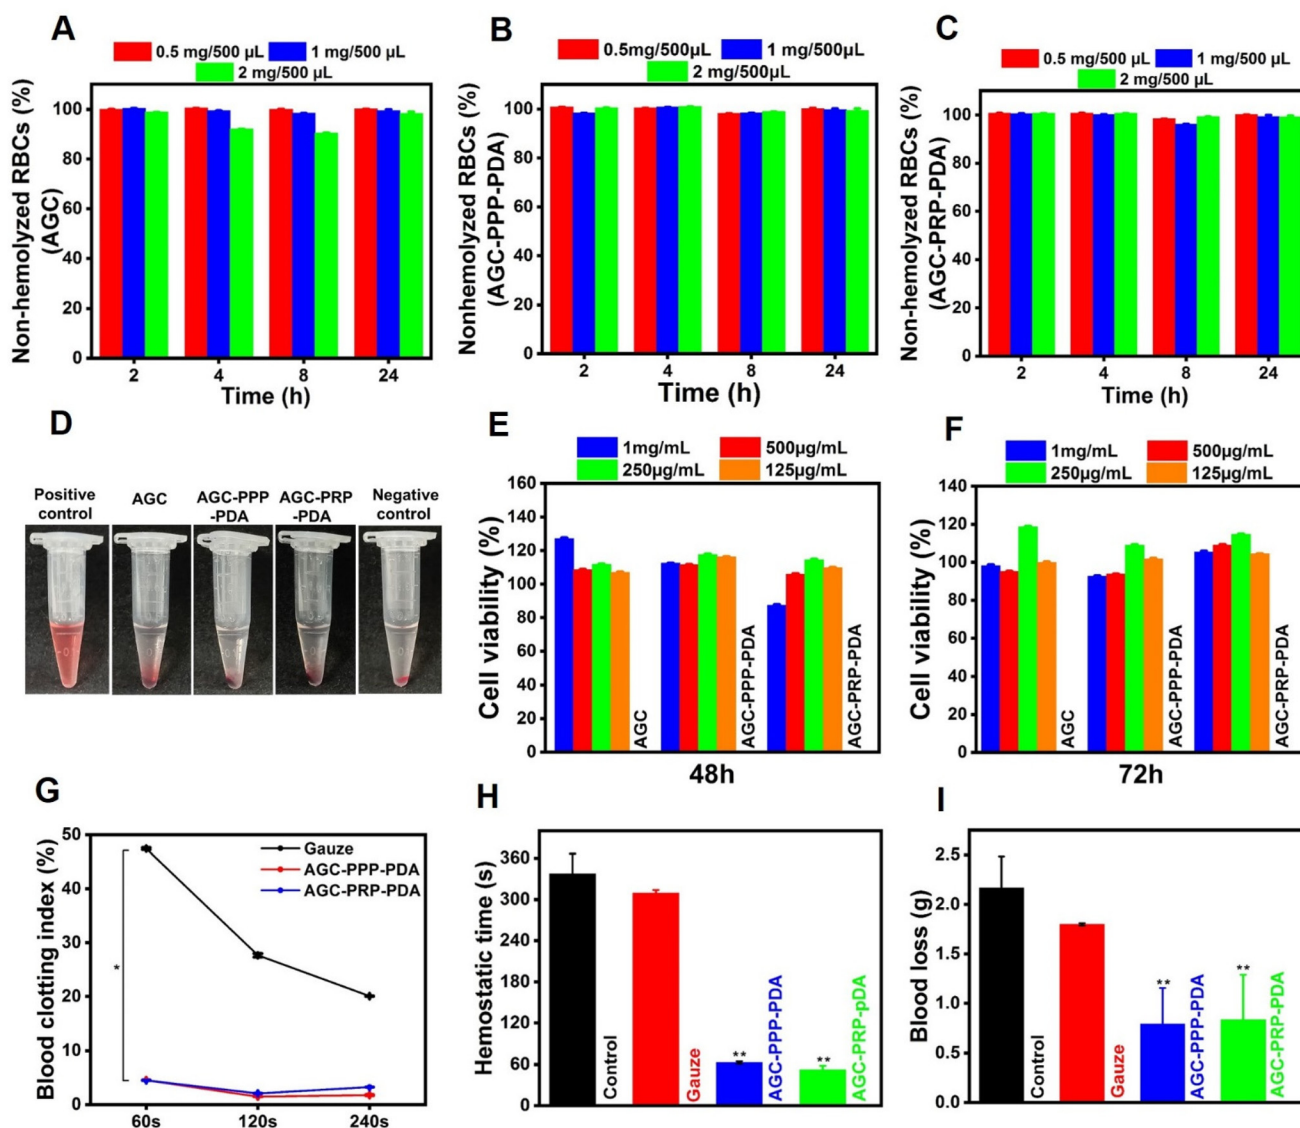 A
0.5 mg/500 µL 1 mg/500 µL
2 mg/500 µL
Non-hemolyzed RBCs (%)
(AGC)
100
80
60
40
20
0
2 4 8 24
Time (h)
B
0.5mg/500µL 1 mg/500µL
2 mg/500µL
Nonhemolyzed RBCs (%)
(AGC-PPP-PDA)
100
80
60
40
20
0
2 4 8 24
Time (h)
C
0.5 mg/500 µL 1 mg/500 µL
2 mg/500 µL
Non-hemolyzed RBCs (%)
(AGC-PRP-PDA)
100
80
60
40
20
0
2 4 8 24
Time (h)
D
Positive
control
AGC
AGC-PPP
-PDA
AGC-PRP
-PDA
Negative
control
E
1mg/mL 500µg/mL
250µg/mL 125µg/mL
Cell viability (%)
160
140
120
100
80
60
40
20
0
AGC
AGC-PPP-PDA
AGC-PRP-PDA
48h
F
1mg/mL 500µg/mL
250µg/mL 125µg/mL
Cell viability (%)
140
120
100
80
60
40
20
0
AGC
AGC-PPP-PDA
AGC-PRP-PDA
72h
G
Blood clotting index (%)
50
40
30
20
10
0
Gauze
AGC-PPP-PDA
AGC-PRP-PDA
*
60s 120s 240s
H
Hemostatic time (s)
360
300
240
180
120
60
0
Control
Gauze
**
AGC-PPP-PDA
**
AGC-PRP-pDA
I
Blood loss (g)
2.5
2.0
1.5
1.0
0.5
0.0
Control
Gauze
**
AGC-PPP-PDA
**
AGC-PRP-PDA